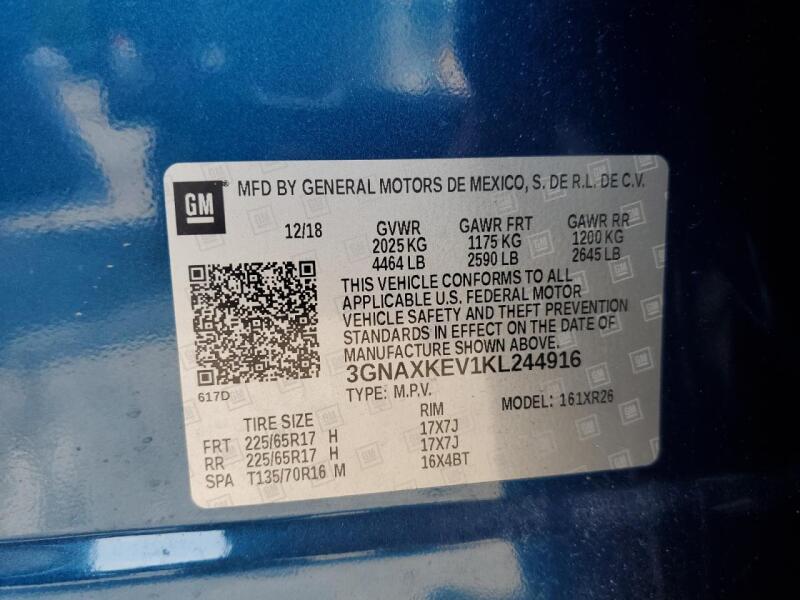 GM ® MFD BY GENERAL MOTORS DE MEXICO, S. DE R.L. DE C.V.
12/18 GVWR GAWR FRT GAWR RR
2025 KG 1175 KG 1200 KG
4464 LB 2590 LB 2645 LB
THIS VEHICLE CONFORMS TO ALL
APPLICABLE U.S. FEDERAL MOTOR
VEHICLE SAFETY AND THEFT PREVENTION
STANDARDS IN EFFECT ON THE DATE OF
MANUFACTURE SHOWN ABOVE.
3GNAXKEV1KL244916
617D
TYPE: M.P.V. MODEL: 161XR26
TIRE SIZE RIM
FRT 225/65R17 H 17X7J
RR 225/65R17 H 17X7J
SPA T135/70R16 M 16X4BT